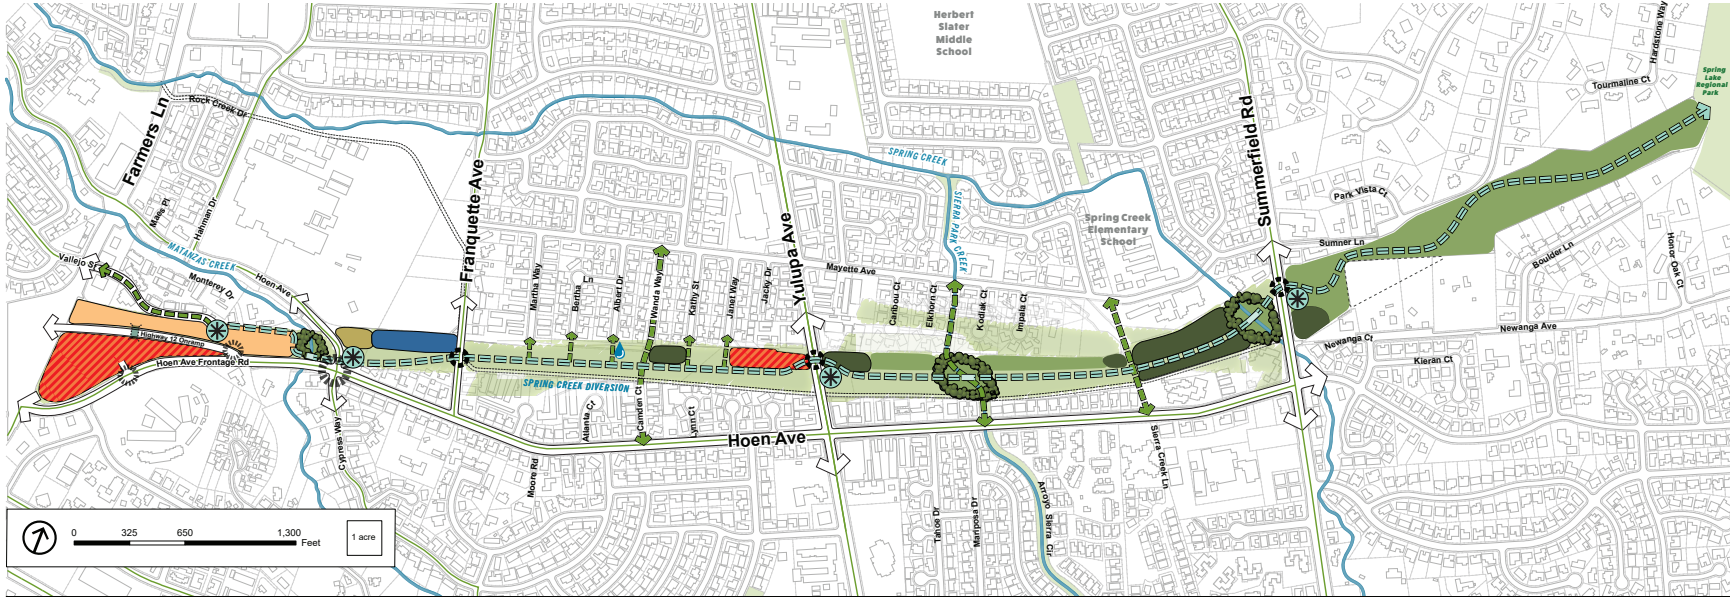 Herbert
Slater
Middle
School
Hardstone Way
Tourmaline Ct
Spring
Lake
Regional
Park
Rock Creek Dr
Farmers Ln
Franquette Ave
Summerfield Rd
SPRING CREEK
SIERRA PARK CREEK
Park Vista Ct
Maes Pl
Hahman Dr
Spring Creek
Elementary
School
Yulupa Ave
MATANZAS CREEK
Vallejo St
Hoen Ave
Monterey Dr
Martha Way
Bertha Ln
Albert Dr
Wanda Way
Kathy St
Janet Way
Jacky Dr
Mayette Ave
Caribou Ct
Elkhorn Ct
Kodiak Ct
Impala Ct
Sumner Ln
Boulder Ln
Honor Oak Ct
Highway 12 Onramp
Hoen Ave Frontage Rd
Newanga Ave
Newanga Ct
Kieran Ct
SPRING CREEK DIVERSION
Cypress Way
Atlanta Ct
Camden Ct
Lynn Ct
Hoen Ave
Moore Rd
Tahoe Dr
Mariposa Dr
Arroyo Sierra Cir
Sierra Creek Ln
0 325 650 1,300
Feet
1 acre